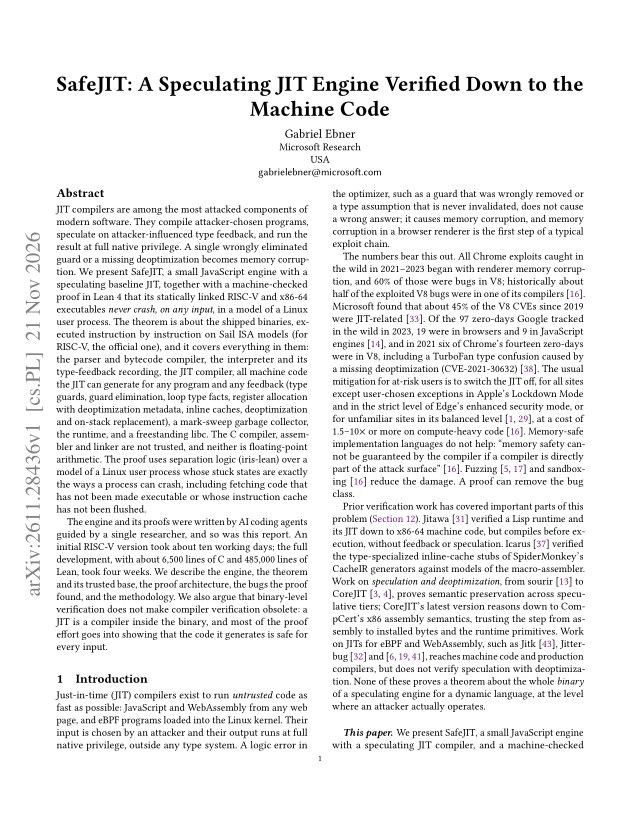 SafeJIT: A Speculating JIT Engine Verified Down to the
Machine Code
Gabriel Ebner
Microsoft Research
USA
gabrielebner@microsoft.com
arXiv:2611.28436v1 [cs.PL] 21 Nov 2026
Abstract
JIT compilers are among the most attacked components of
modern software. They compile attacker-chosen programs,
speculate on attacker-influenced type feedback, and run the
result at full native privilege. A single wrongly eliminated
guard or a missing deoptimization becomes memory corrup-
tion. We present SafeJIT, a small JavaScript engine with a
speculating baseline JIT, together with a machine-checked
proof in Lean 4 that its statically linked RISC-V and x86-64
executables never crash, on any input, in a model of a Linux
user process. The theorem is about the shipped binaries, ex-
ecuted instruction by instruction on Sail ISA models (for
RISC-V, the official one), and it covers everything in them:
the parser and bytecode compiler, the interpreter and its
type-feedback recording, the JIT compiler, all machine code
the JIT can generate for any program and any feedback (type
guards, guard elimination, loop type facts, register allocation
with deoptimization metadata, inline caches, deoptimization
and on-stack replacement), a mark-sweep garbage collector,
the runtime, and a freestanding libc. The C compiler, assem-
bler and linker are not trusted, and neither is floating-point
arithmetic. The proof uses separation logic (iris-lean) over a
model of a Linux user process whose stuck states are exactly
the ways a process can crash, including fetching code that
has not been made executable or whose instruction cache
has not been flushed.
The engine and its proofs were written by AI coding agents
guided by a single researcher, and so was this report. An
initial RISC-V version took about ten working days; the full
development, with about 6,500 lines of C and 485,000 lines of
Lean, took four weeks. We describe the engine, the theorem
and its trusted base, the proof architecture, the bugs the proof
found, and the methodology. We also argue that binary-level
verification does not make compiler verification obsolete: a
JIT is a compiler inside the binary, and most of the proof
effort goes into showing that the code it generates is safe for
every input.
1 Introduction
Just-in-time (JIT) compilers exist to run untrusted code as
fast as possible: JavaScript and WebAssembly from any web
page, and eBPF programs loaded into the Linux kernel. Their
input is chosen by an attacker and their output runs at full
native privilege, outside any type system. A logic error in
the optimizer, such as a guard that was wrongly removed or
a type assumption that is never invalidated, does not cause
a wrong answer; it causes memory corruption, and memory
corruption in a browser renderer is the first step of a typical
exploit chain.
The numbers bear this out. All Chrome exploits caught in
the wild in 2021–2023 began with renderer memory corrup-
tion, and 60% of those were bugs in V8; historically about
half of the exploited V8 bugs were in one of its compilers [16].
Microsoft found that about 45% of the V8 CVEs since 2019
were JIT-related [33]. Of the 97 zero-days Google tracked
in the wild in 2023, 19 were in browsers and 9 in JavaScript
engines [14], and in 2021 six of Chrome's fourteen zero-days
were in V8, including a TurboFan type confusion caused by
a missing deoptimization (CVE-2021-30632) [38]. The usual
mitigation for at-risk users is to switch the JIT off, for all sites
except user-chosen exceptions in Apple's Lockdown Mode
and in the strict level of Edge's enhanced security mode, or
for unfamiliar sites in its balanced level [1, 29], at a cost of
1.5–10× or more on compute-heavy code [16]. Memory-safe
implementation languages do not help: "memory safety can-
not be guaranteed by the compiler if a compiler is directly
part of the attack surface" [16]. Fuzzing [5, 17] and sandbox-
ing [16] reduce the damage. A proof can remove the bug
class.
Prior verification work has covered important parts of this
problem (Section 12). Jitawa [31] verified a Lisp runtime and
its JIT down to x86-64 machine code, but compiles before ex-
ecution, without feedback or speculation. Icarus [37] verified
the type-specialized inline-cache stubs of SpiderMonkey's
CacheIR generators against models of the macro-assembler.
Work on speculation and deoptimization, from sourir [13] to
CoreJIT [3, 4], proves semantic preservation across specula-
tive tiers; CoreJIT's latest version reasons down to Com-
pCert's x86 assembly semantics, trusting the step from as-
sembly to installed bytes and the runtime primitives. Work
on JITs for eBPF and WebAssembly, such as Jitk [43], Jitter-
bug [32] and [6, 19, 41], reaches machine code and production
compilers, but does not verify speculation with deoptimiza-
tion. None of these proves a theorem about the whole binary
of a speculating engine for a dynamic language, at the level
where an attacker actually operates.
This paper. We present SafeJIT, a small JavaScript engine
with a speculating JIT compiler, and a machine-checked
1